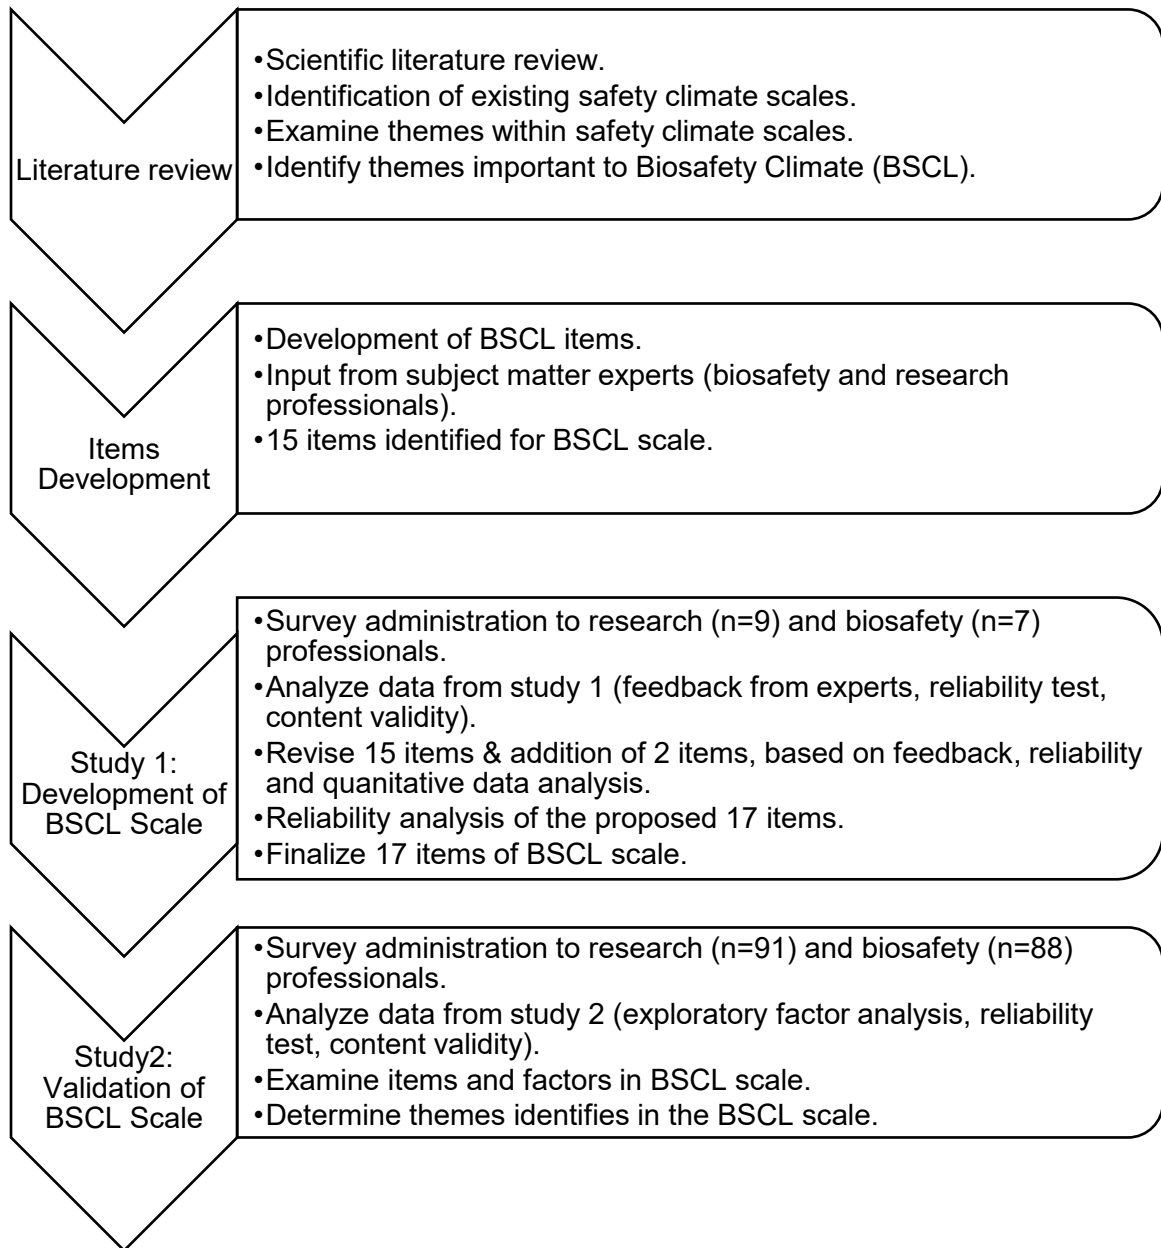 Literature review
•Scientific literature review.
•Identification of existing safety climate scales.
•Examine themes within safety climate scales.
•Identify themes important to Biosafety Climate (BSCL).
Items
Development
•Development of BSCL items.
•Input from subject matter experts (biosafety and research
professionals).
•15 items identified for BSCL scale.
Study 1:
Development of
BSCL Scale
•Survey administration to research (n=9) and biosafety (n=7)
professionals.
•Analyze data from study 1 (feedback from experts, reliability test,
content validity).
•Revise 15 items & addition of 2 items, based on feedback, reliability
and quantitative data analysis.
•Reliability analysis of the proposed 17 items.
•Finalize 17 items of BSCL scale.
Study2:
Validation of
BSCL Scale
•Survey administration to research (n=91) and biosafety (n=88)
professionals.
•Analyze data from study 2 (exploratory factor analysis, reliability
test, content validity).
•Examine items and factors in BSCL scale.
•Determine themes identifies in the BSCL scale.